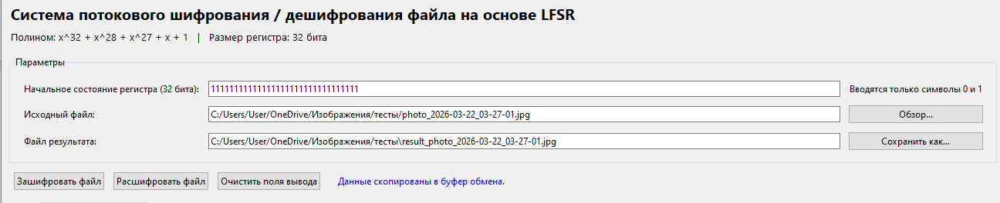 Система потокового шифрования / дешифрования файла на основе LFSR
Полином: x^32 + x^28 + x^27 + x + 1 | Размер регистра: 32 бита
Параметры
Начальное состояние регистра (32 бита): 11111111111111111111111111111111 Вводятся только символы 0 и 1
Исходный файл: C:/Users/User/OneDrive/Изображения/тесты/photo_2026-03-22_03-27-01.jpg Обзор...
Файл результата: C:/Users/User/OneDrive/Изображения/тесты\result_photo_2026-03-22_03-27-01.jpg Сохранить как...
Зашифровать файл Расшифровать файл Очистить поля вывода Данные скопированы в буфер обмена.